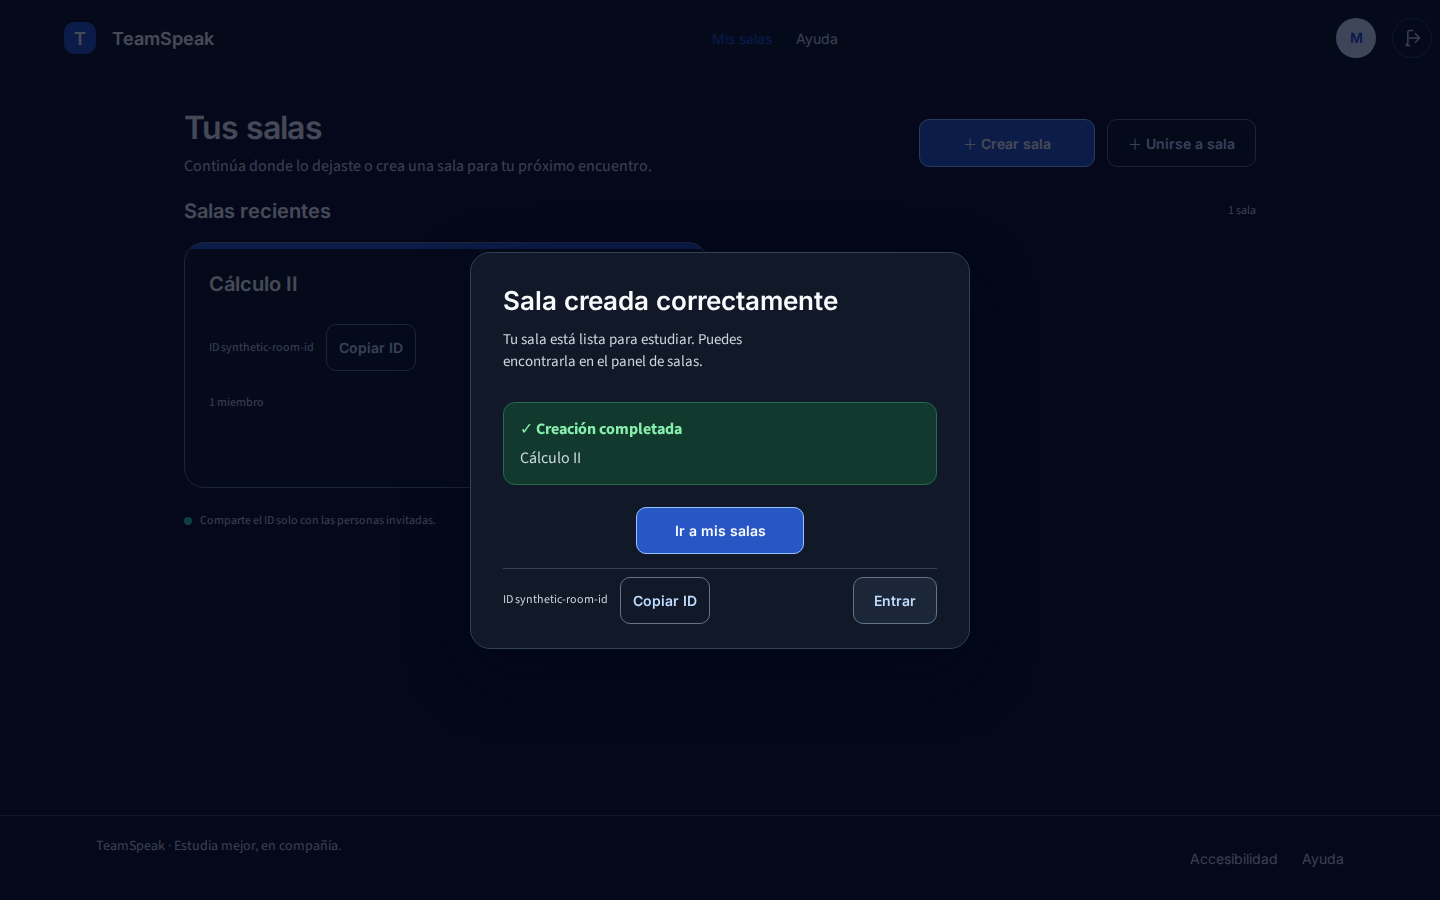 T TeamSpeak Mis salas Ayuda M
Tus salas
Continúa donde lo dejaste o crea una sala para tu próximo encuentro.
+ Crear sala
+ Unirse a sala
Salas recientes
1 sala
Cálculo II
ID synthetic-room-id Copiar ID
1 miembro
Comparte el ID solo con las personas invitadas.
Sala creada correctamente
Tu sala está lista para estudiar. Puedes
encontrarla en el panel de salas.
✓ Creación completada
Cálculo II
Ir a mis salas
ID synthetic-room-id Copiar ID Entrar
TeamSpeak · Estudia mejor, en compañía.
Accesibilidad Ayuda